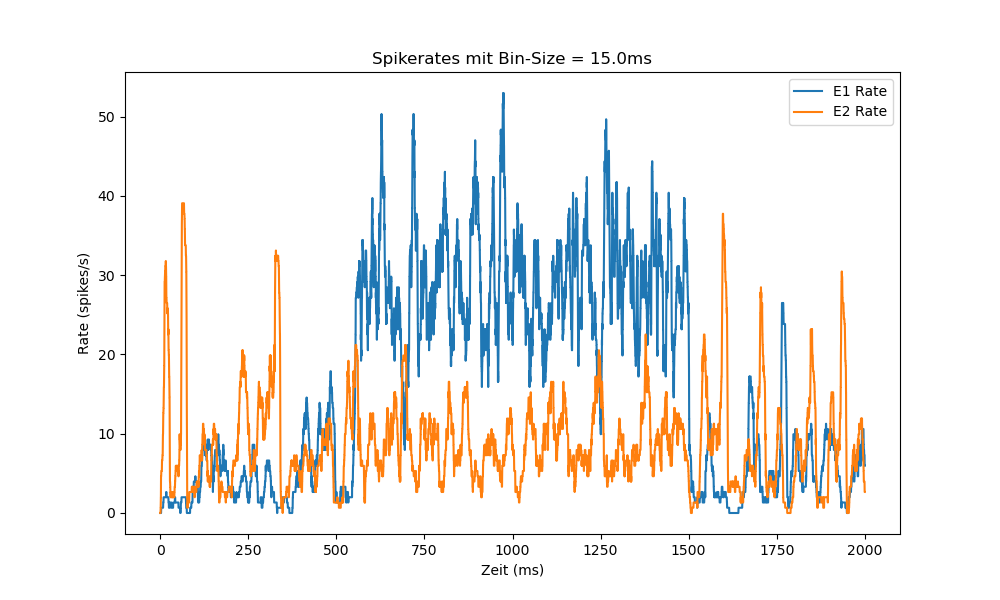 Spikerates mit Bin-Size = 15.0ms
E1 Rate
E2 Rate
50
40
30
20
10
0
Rate (spikes/s)
0 250 500 750 1000 1250 1500 1750 2000
Zeit (ms)